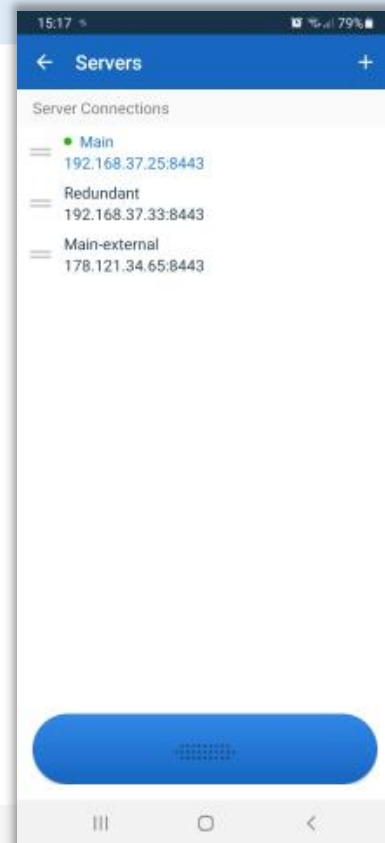 15:17
79%
Servers
Server Connections
Main
192.168.37.25:8443
Redundant
192.168.37.33:8443
Main-external
178.121.34.65:8443